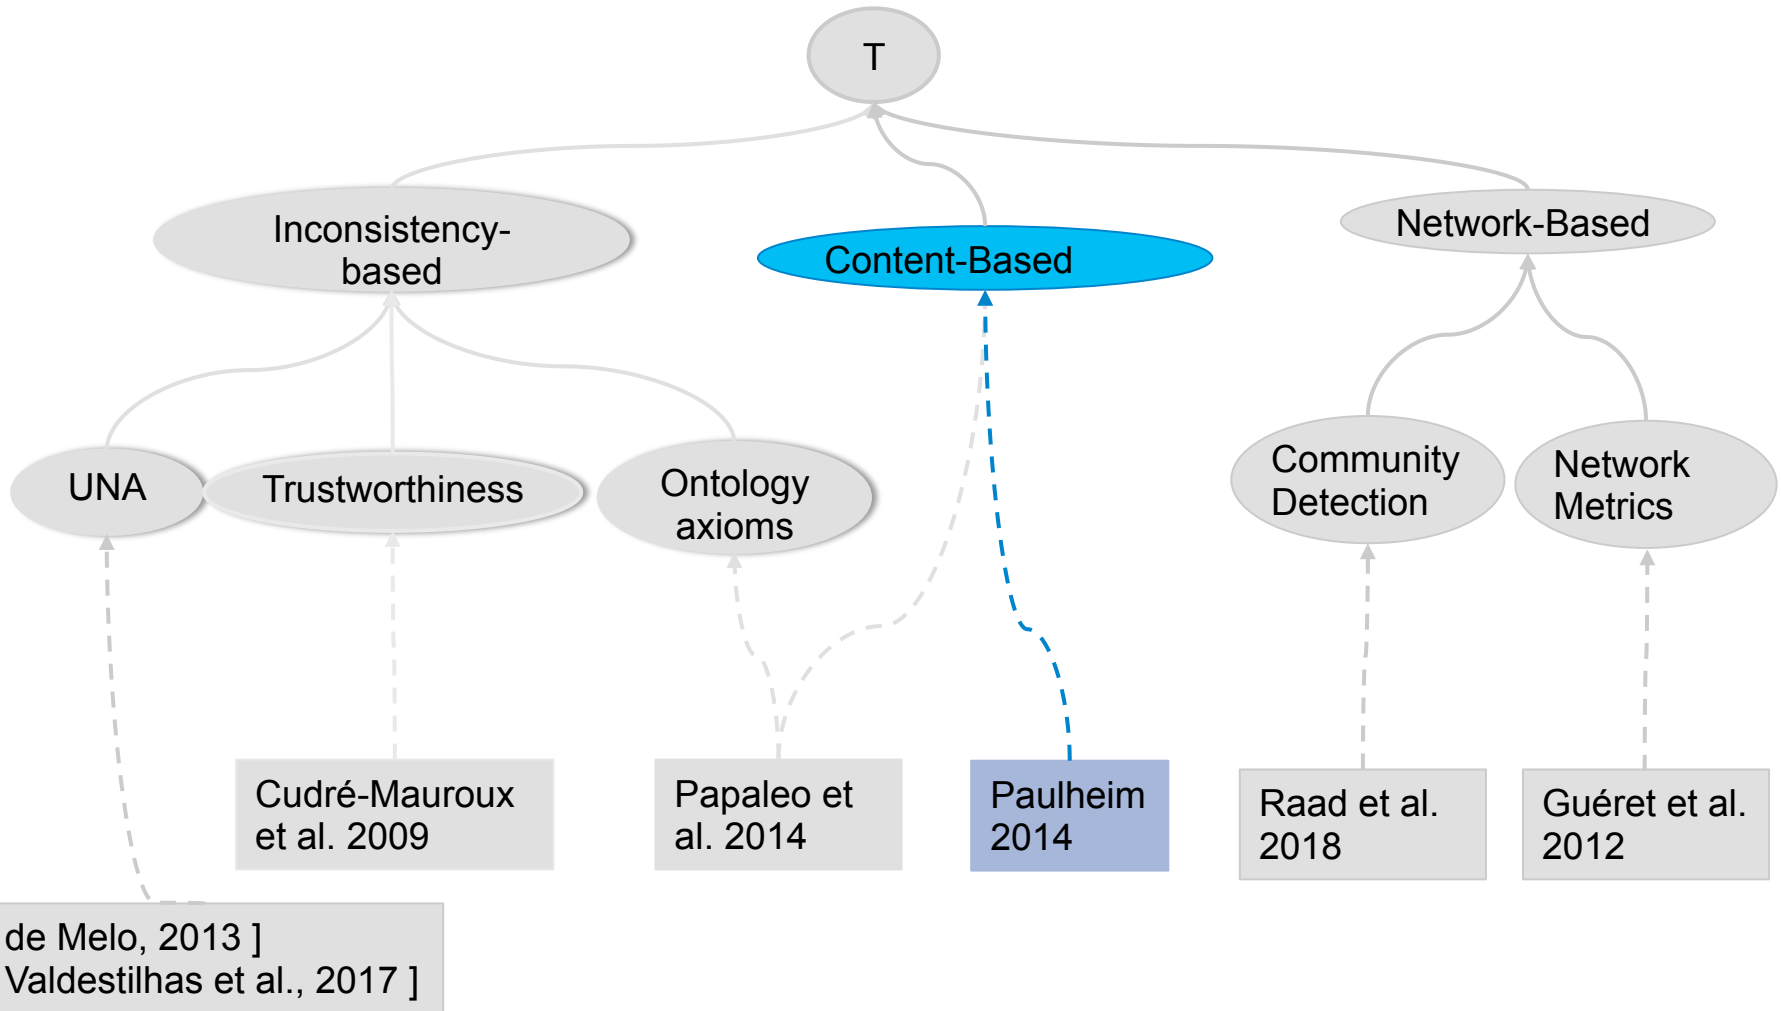 T
Inconsistency-
based
Content-Based
Network-Based
UNA
Trustworthiness
Ontology
axioms
Community
Detection
Network
Metrics
Cudré-Mauroux
et al. 2009
Papaleo et
al. 2014
Paulheim
2014
Raad et al.
2018
Guéret et al.
2012
de Melo, 2013 ]
Valdestilhas et al., 2017 ]